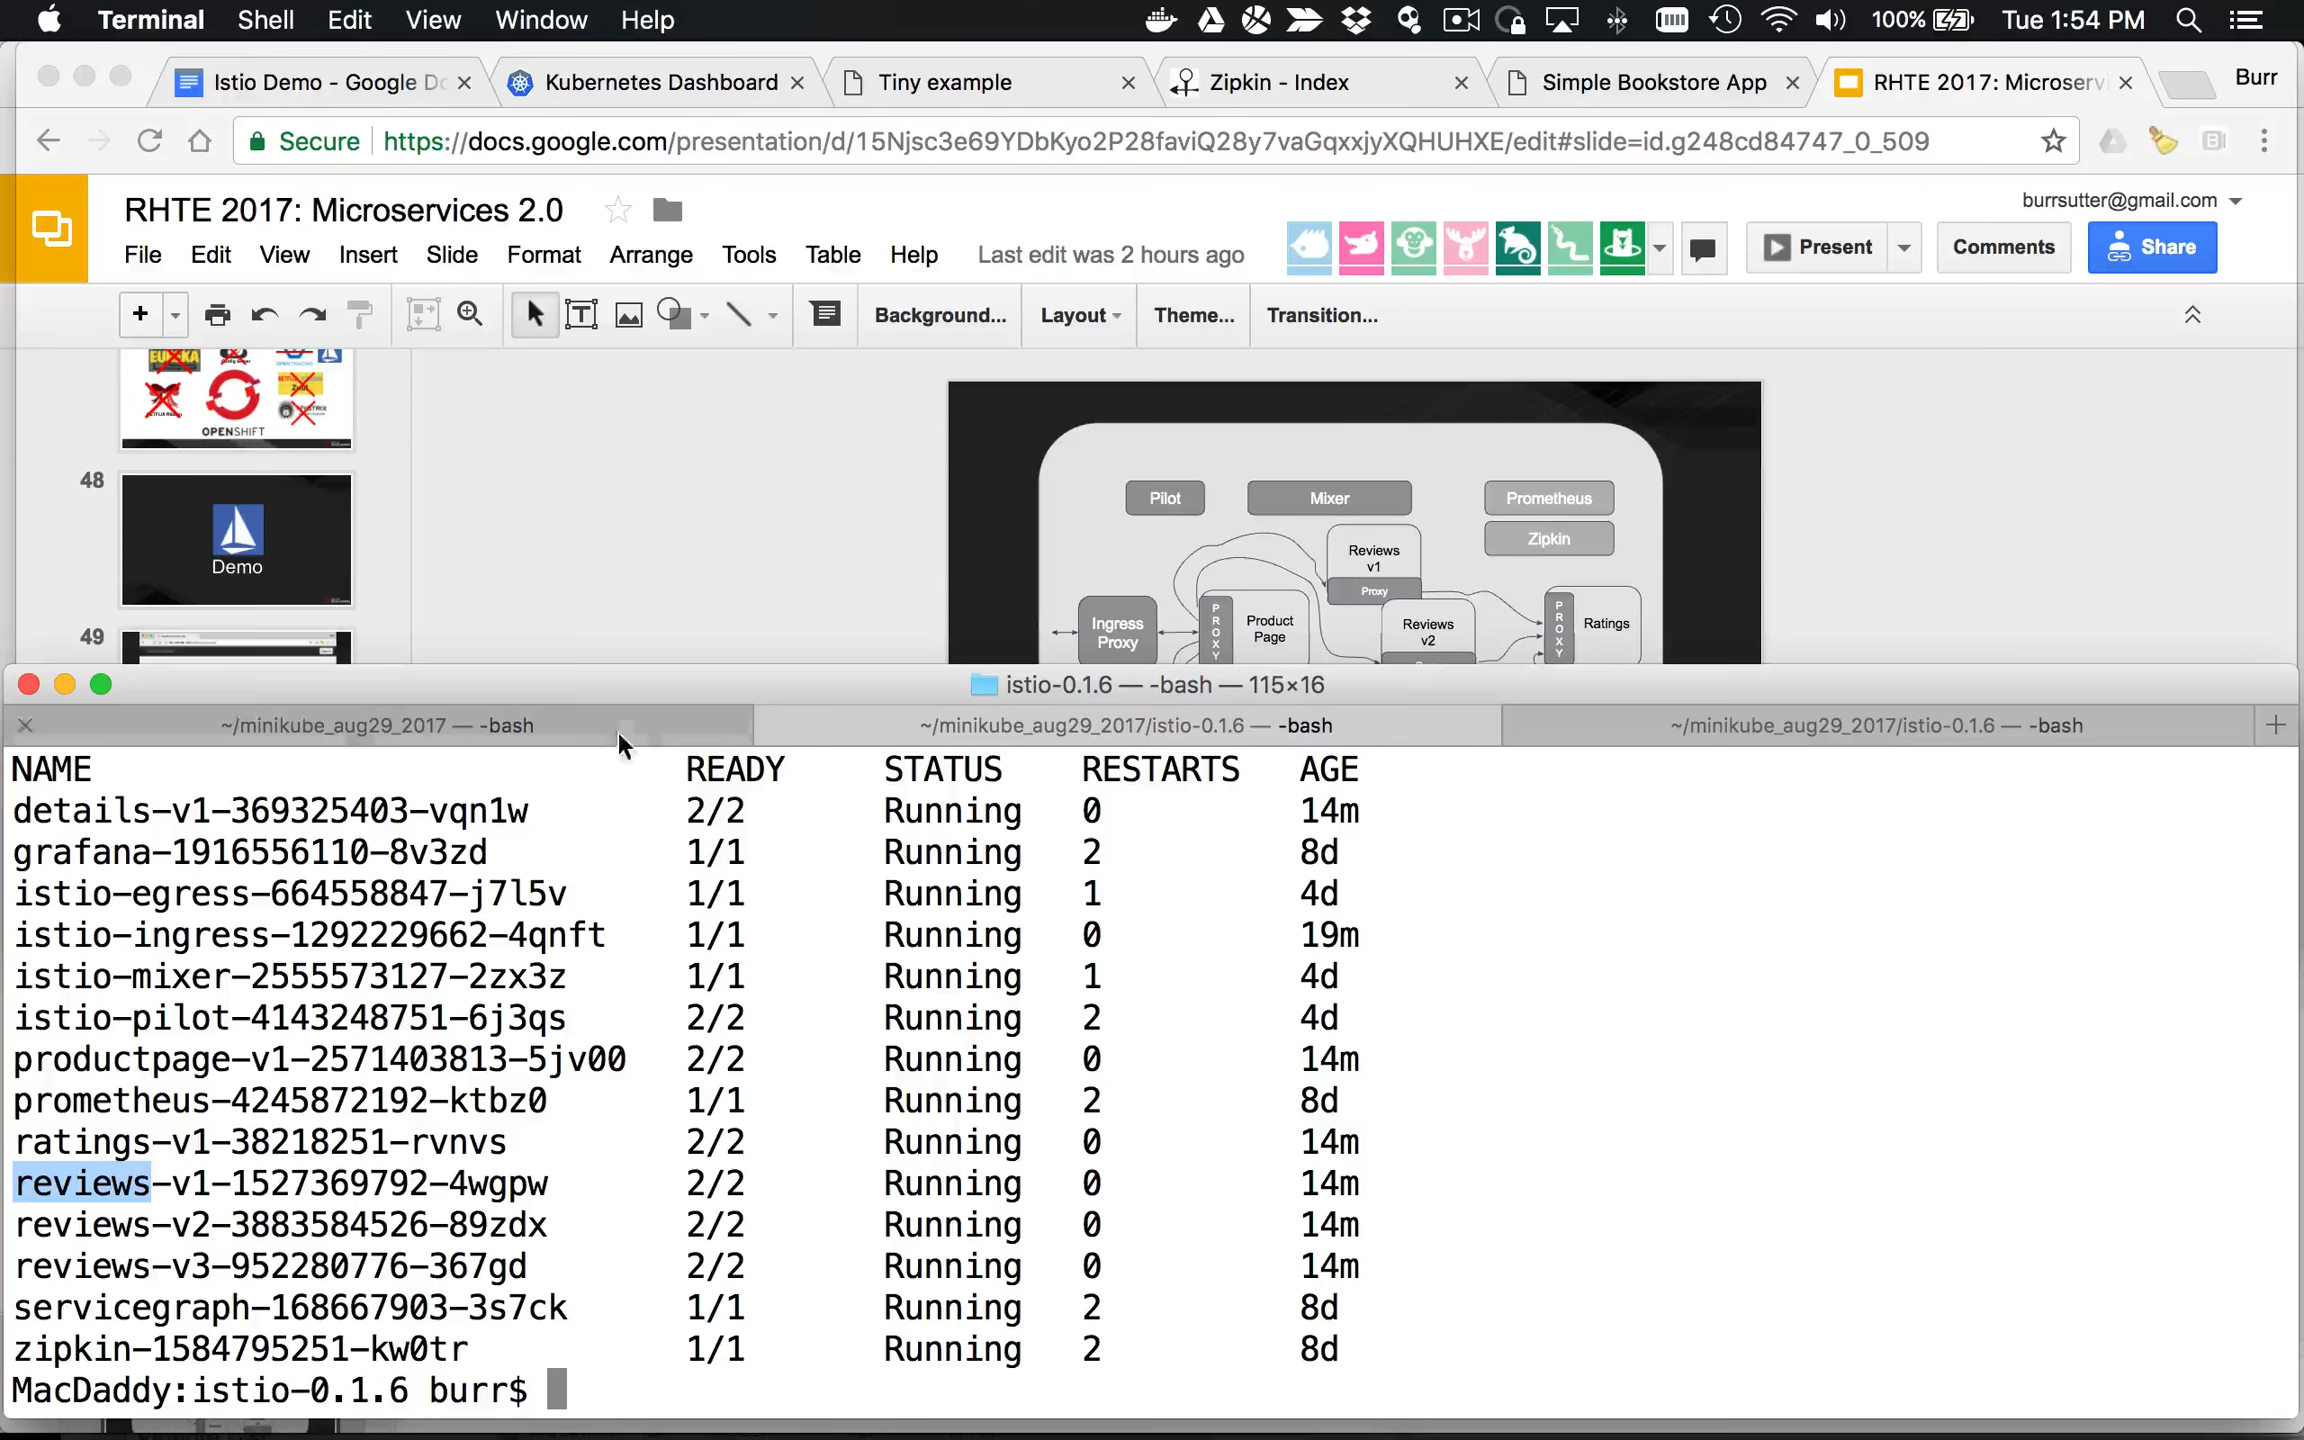 Terminal Shell Edit View Window Help 100% Tue 1:54 PM
Istio Demo - Google Do Kubernetes Dashboard Tiny example Zipkin - Index Simple Bookstore App RHTE 2017: Microservi Burr
Secure https://docs.google.com/presentation/d/15Njsc3e69YDbKyo2P28faviQ28y7vaGqxxjyXQHUHXE/edit#slide=id.g248cd84747_0_509
RHTE 2017: Microservices 2.0
burrsutter@gmail.com
File Edit View Insert Slide Format Arrange Tools Table Help Last edit was 2 hours ago
Present Comments Share
Background... Layout Theme... Transition...
EUREKA
OPENSHIFT
48
Demo
49
Pilot Mixer Prometheus
Zipkin
Reviews
v1
Proxy
Ingress
Proxy
PROXY
Product
Page
Reviews
v2
PROXY
Ratings
istio-0.1.6 — -bash — 115×16
~/minikube_aug29_2017 — -bash ~/minikube_aug29_2017/istio-0.1.6 — -bash ~/minikube_aug29_2017/istio-0.1.6 — -bash
NAME READY STATUS RESTARTS AGE
details-v1-369325403-vqn1w 2/2 Running 0 14m
grafana-1916556110-8v3zd 1/1 Running 2 8d
istio-egress-664558847-j7l5v 1/1 Running 1 4d
istio-ingress-1292229662-4qnft 1/1 Running 0 19m
istio-mixer-2555573127-2zx3z 1/1 Running 1 4d
istio-pilot-4143248751-6j3qs 2/2 Running 2 4d
productpage-v1-2571403813-5jv00 2/2 Running 0 14m
prometheus-4245872192-ktbz0 1/1 Running 2 8d
ratings-v1-38218251-rvnvs 2/2 Running 0 14m
reviews-v1-1527369792-4wgpw 2/2 Running 0 14m
reviews-v2-3883584526-89zdx 2/2 Running 0 14m
reviews-v3-952280776-367gd 2/2 Running 0 14m
servicegraph-168667903-3s7ck 1/1 Running 2 8d
zipkin-1584795251-kw0tr 1/1 Running 2 8d
MacDaddy:istio-0.1.6 burr$